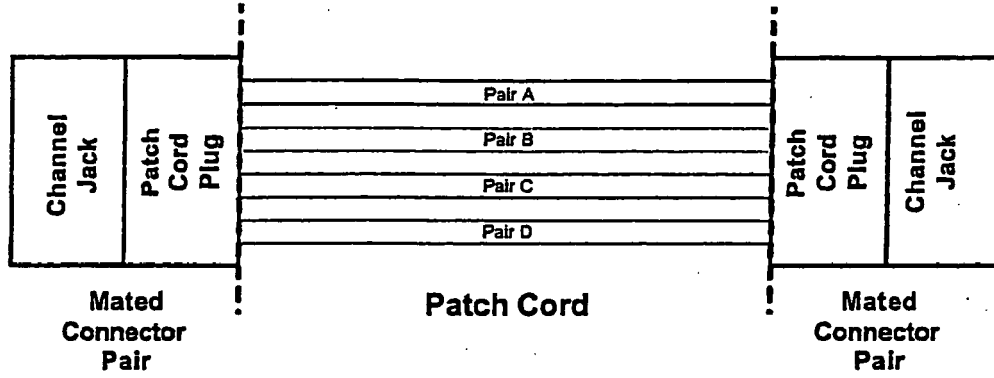 Channel
Jack
Patch
Cord
Plug
Pair A
Pair B
Pair C
Pair D
Patch
Cord
Plug
Channel
Jack
Mated
Connector
Pair
Patch Cord
Mated
Connector
Pair